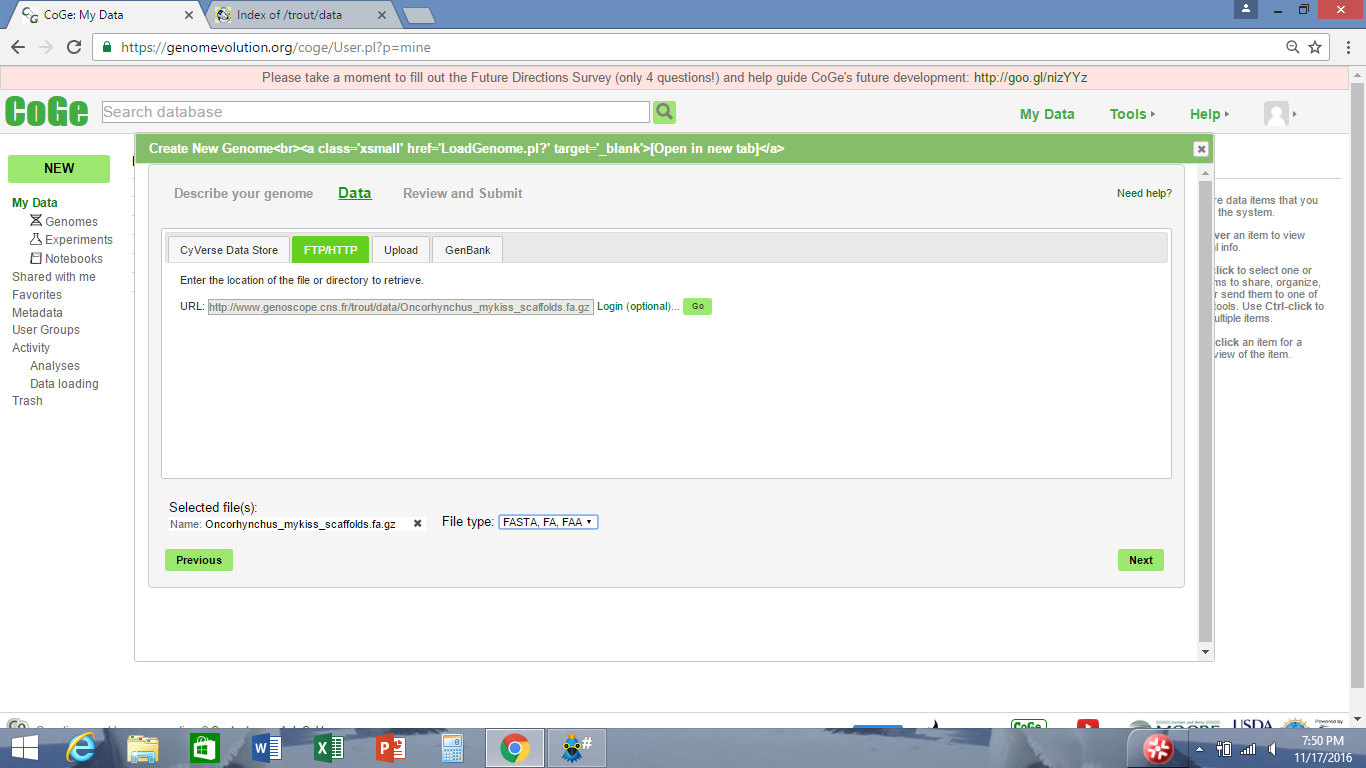 CoGe: My Data
Index of /trout/data
https://genomevolution.org/coge/User.pl?p=mine
Please take a moment to fill out the Future Directions Survey (only 4 questions!) and help guide CoGe's future development: http://goo.gl/nizYYz
CoGe
Search database
My Data
Tools
Help
Create New Genome<br><a class='xsmall' href='LoadGenome.pl?' target='_blank'>[Open in new tab]</a>
NEW
My Data
Genomes
Experiments
Notebooks
Shared with me
Favorites
Metadata
User Groups
Activity
Analyses
Data loading
Trash
Describe your genome
Data
Review and Submit
Need help?
CyVerse Data Store
FTP/HTTP
Upload
GenBank
Enter the location of the file or directory to retrieve.
URL: http://www.genoscope.cns.fr/trout/data/Oncorhynchus_mykiss_scaffolds.fa.gz Login (optional)... Go
Selected file(s):
Name: Oncorhynchus_mykiss_scaffolds.fa.gz
File type: FASTA, FA, FAA
Previous
Next
re data items that you
the system.
ver an item to view
l info.
click to select one or
ms to share, organize,
r send them to one of
tools. Use Ctrl-click to
ultiple items.
click an item for a
view of the item.
CoGe
MOORE
USDA
Powered by
7:50 PM
11/17/2016